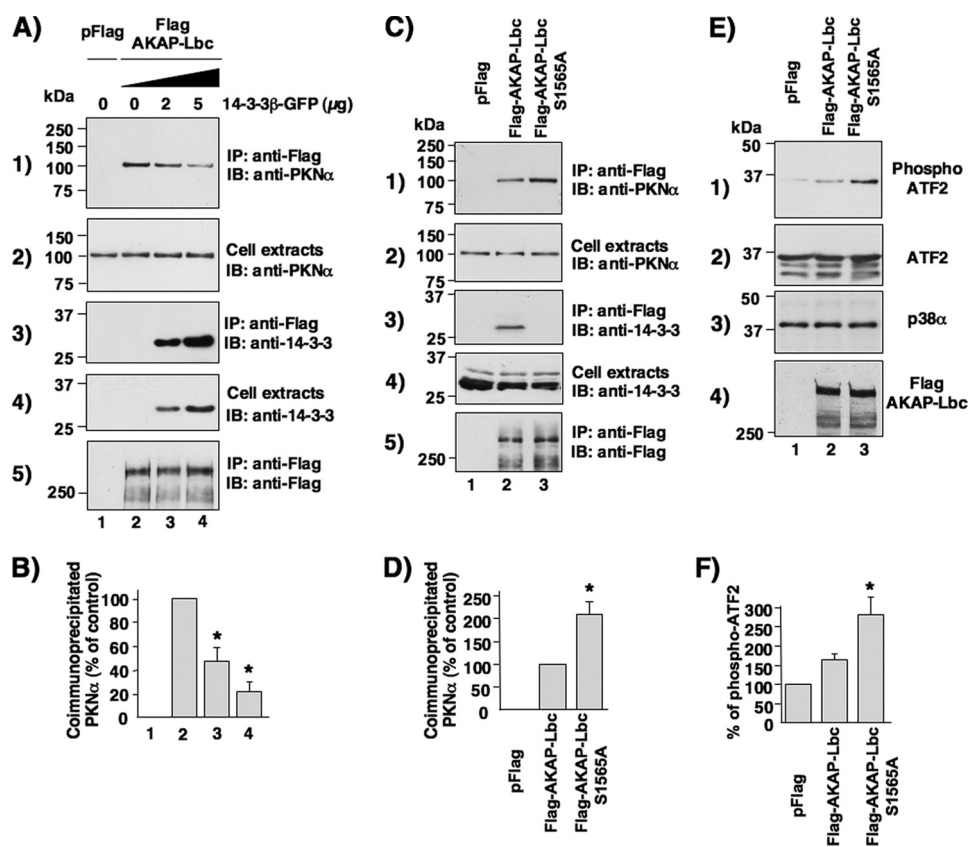 A)
pFlag
Flag
AKAP-Lbc
kDa
0 0 2 5 14-3-3β-GFP (µg)
1)
250
150
100
75
IP: anti-Flag
IB: anti-PKNα
2)
150
100
75
Cell extracts
IB: anti-PKNα
3)
37
25
IP: anti-Flag
IB: anti-14-3-3
4)
37
25
Cell extracts
IB: anti-14-3-3
5)
250
IP: anti-Flag
IB: anti-Flag
1 2 3 4
B)
Coimmunoprecipitated
PKNα (% of control)
100
80
60
40
20
0
* *
1 2 3 4
C)
pFlag
Flag-AKAP-Lbc
Flag-AKAP-Lbc
S1565A
kDa
1)
250
150
100
75
IP: anti-Flag
IB: anti-PKNα
2)
150
100
75
Cell extracts
IB: anti-PKNα
3)
37
25
IP: anti-Flag
IB: anti-14-3-3
4)
37
25
Cell extracts
IB: anti-14-3-3
5)
250
IP: anti-Flag
IB: anti-Flag
1 2 3
D)
Coimmunoprecipitated
PKNα (% of control)
250
200
150
100
50
0
*
pFlag
Flag-AKAP-Lbc
Flag-AKAP-Lbc
S1565A
E)
pFlag
Flag-AKAP-Lbc
Flag-AKAP-Lbc
S1565A
kDa
1)
50
37
Phospho
ATF2
2)
37
25
ATF2
3)
50
37
p38α
4)
250
Flag
AKAP-Lbc
1 2 3
F)
% of phospho-ATF2
300
250
200
150
100
50
0
*
pFlag
Flag-AKAP-Lbc
Flag-AKAP-Lbc
S1565A